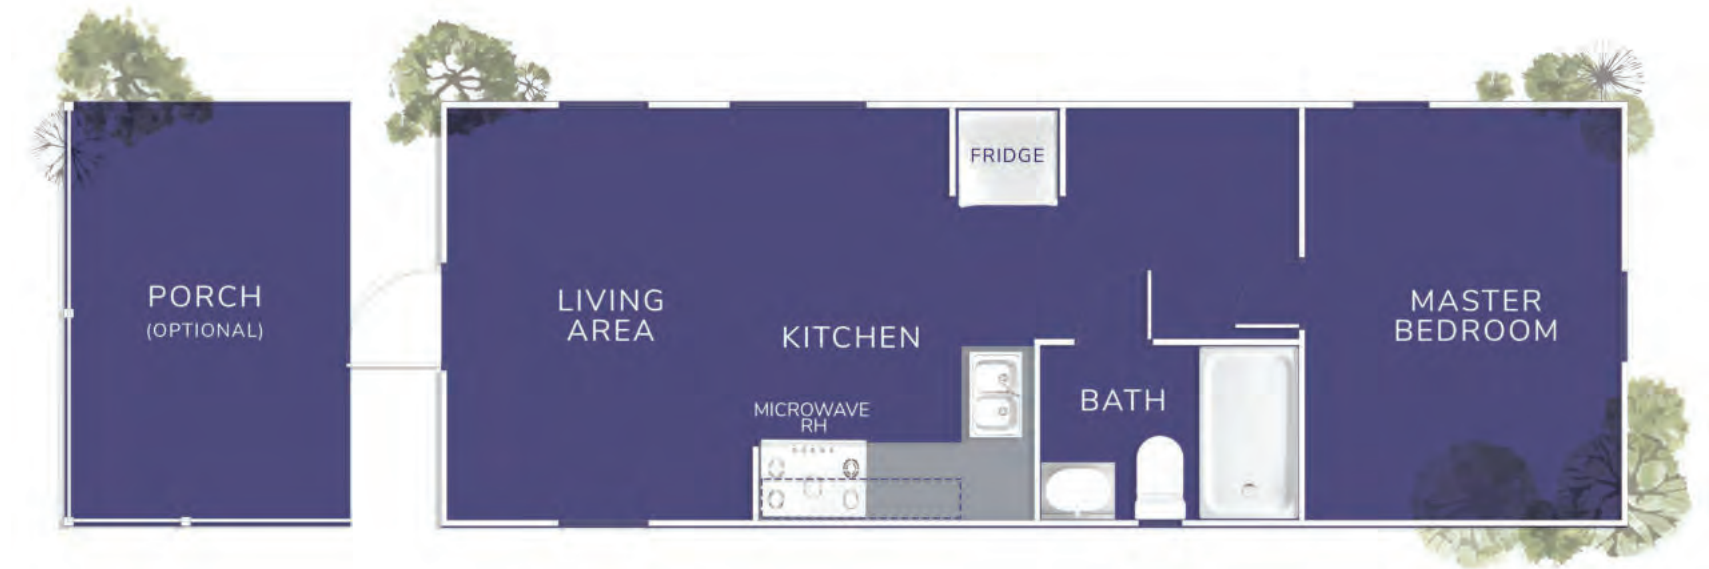 FRIDGE
PORCH
(OPTIONAL)
LIVING
AREA
KITCHEN
MASTER
BEDROOM
BATH
MICROWAVE
RH